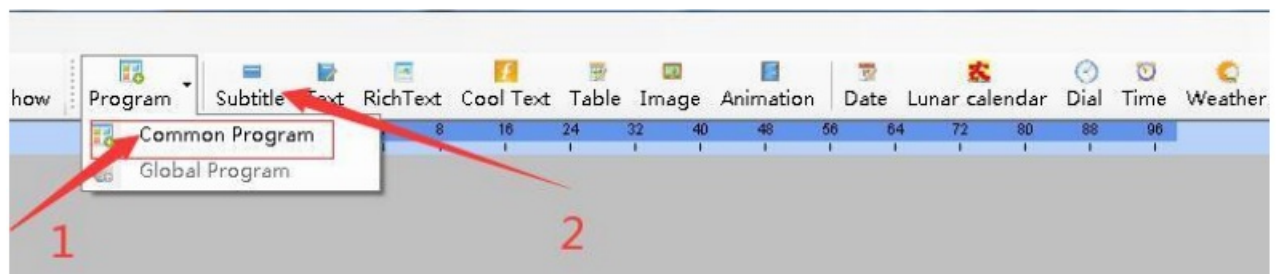 how Program Subtitle Text RichText Cool Text Table Image Animation Date Lunar calendar Dial Time Weather
Common Program 8 16 24 32 40 48 56 64 72 80 88 96
Global Program
1 2